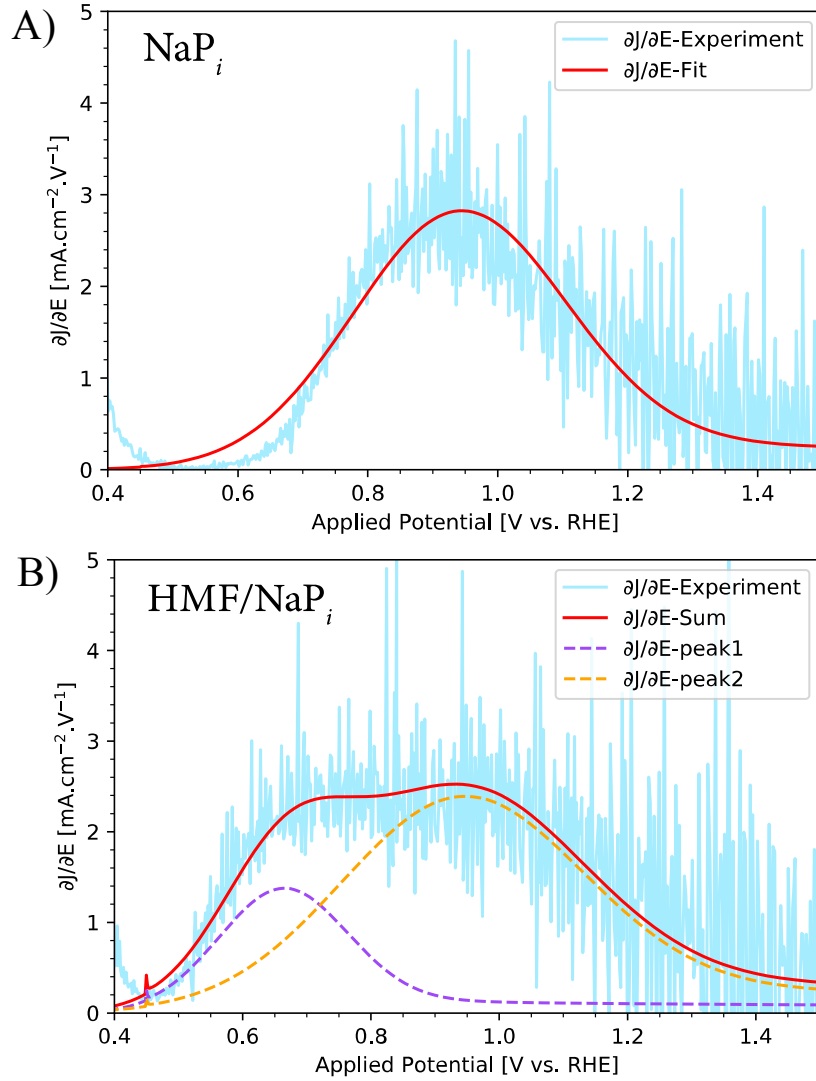 A)
NaPᵢ
∂J/∂E-Experiment
∂J/∂E-Fit
∂J/∂E [mA.cm⁻².V⁻¹]
5
4
3
2
1
0
0.4 0.6 0.8 1.0 1.2 1.4
Applied Potential [V vs. RHE]
B)
HMF/NaPᵢ
∂J/∂E-Experiment
∂J/∂E-Sum
∂J/∂E-peak1
∂J/∂E-peak2
∂J/∂E [mA.cm⁻².V⁻¹]
5
4
3
2
1
0
0.4 0.6 0.8 1.0 1.2 1.4
Applied Potential [V vs. RHE]